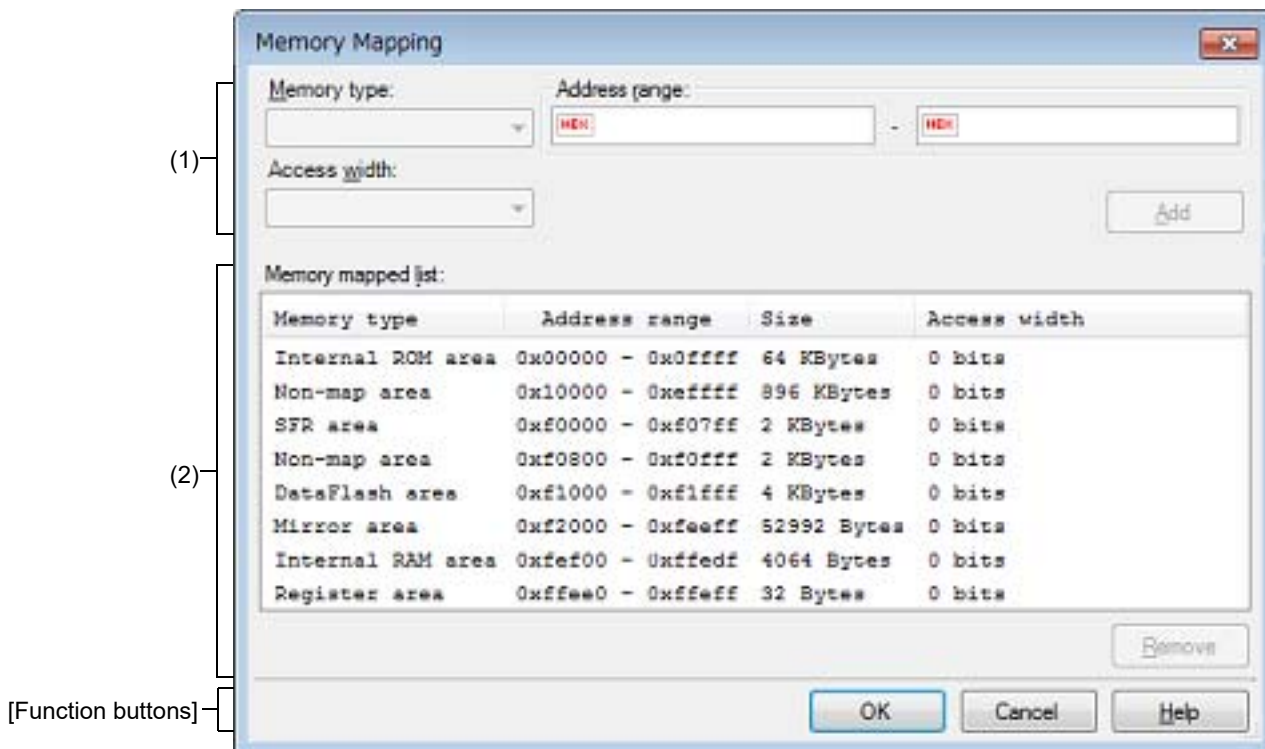 Memory Mapping
Memory type:
Address range:
HEX
-
HEX
(1)
Access width:
Add
Memory mapped list:
Memory type Address range Size Access width
Internal ROM area 0x00000 - 0x0ffff 64 KBytes 0 bits
Non-map area 0x10000 - 0xeffff 896 KBytes 0 bits
SFR area 0xf0000 - 0xf07ff 2 KBytes 0 bits
Non-map area 0xf0800 - 0xf0fff 2 KBytes 0 bits
(2)
DataFlash area 0xf1000 - 0xf1fff 4 KBytes 0 bits
Mirror area 0xf2000 - 0xfeeff 52992 Bytes 0 bits
Internal RAM area 0xfef00 - 0xffedf 4064 Bytes 0 bits
Register area 0xffee0 - 0xffeff 32 Bytes 0 bits
Remove
[Function buttons]
OK
Cancel
Help